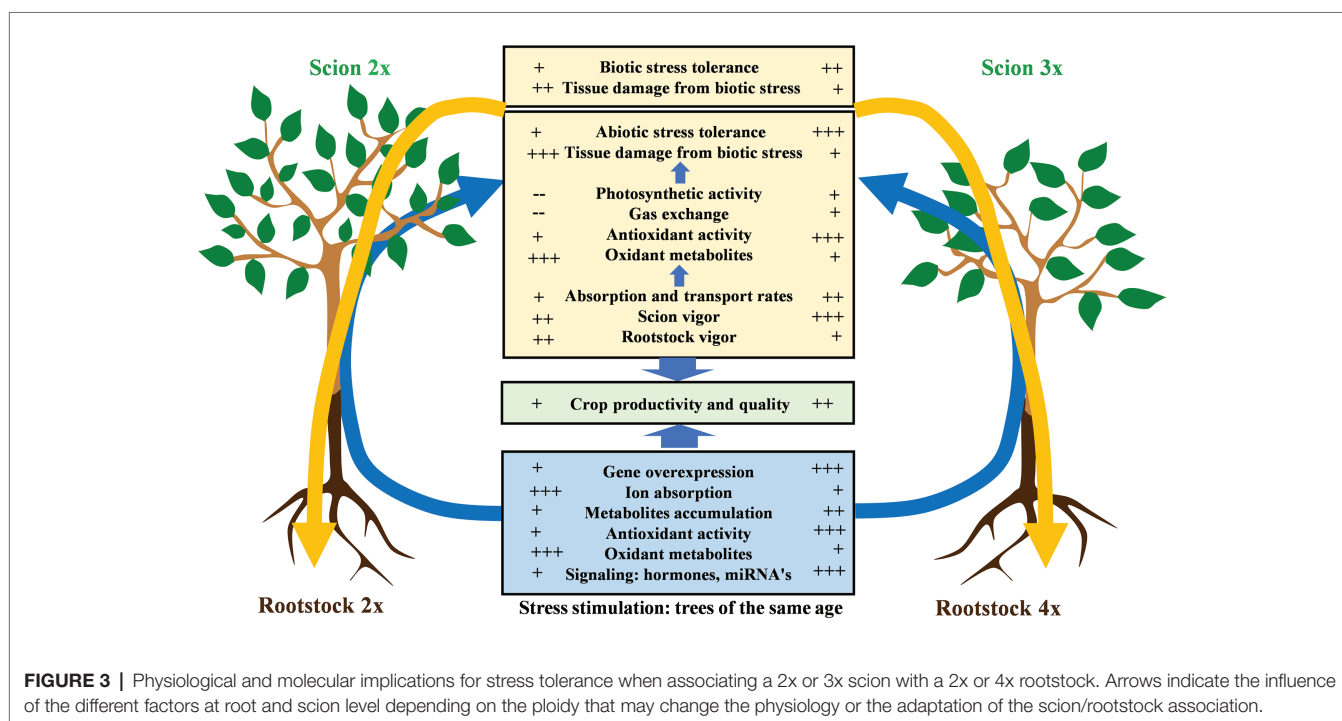 Scion 2x
Scion 3x
+ Biotic stress tolerance ++
++ Tissue damage from biotic stress +
+ Abiotic stress tolerance +++
+++ Tissue damage from biotic stress +
-- Photosynthetic activity +
-- Gas exchange +
+ Antioxidant activity +++
+++ Oxidant metabolites +
+ Absorption and transport rates ++
++ Scion vigor +++
++ Rootstock vigor +
+ Crop productivity and quality ++
+ Gene overexpression +++
+++ Ion absorption +
+ Metabolites accumulation ++
+ Antioxidant activity +++
+++ Oxidant metabolites +
+ Signaling: hormones, miRNA's +++
Rootstock 2x
Stress stimulation: trees of the same age
Rootstock 4x
FIGURE 3 | Physiological and molecular implications for stress tolerance when associating a 2x or 3x scion with a 2x or 4x rootstock. Arrows indicate the influence
of the different factors at root and scion level depending on the ploidy that may change the physiology or the adaptation of the scion/rootstock association.